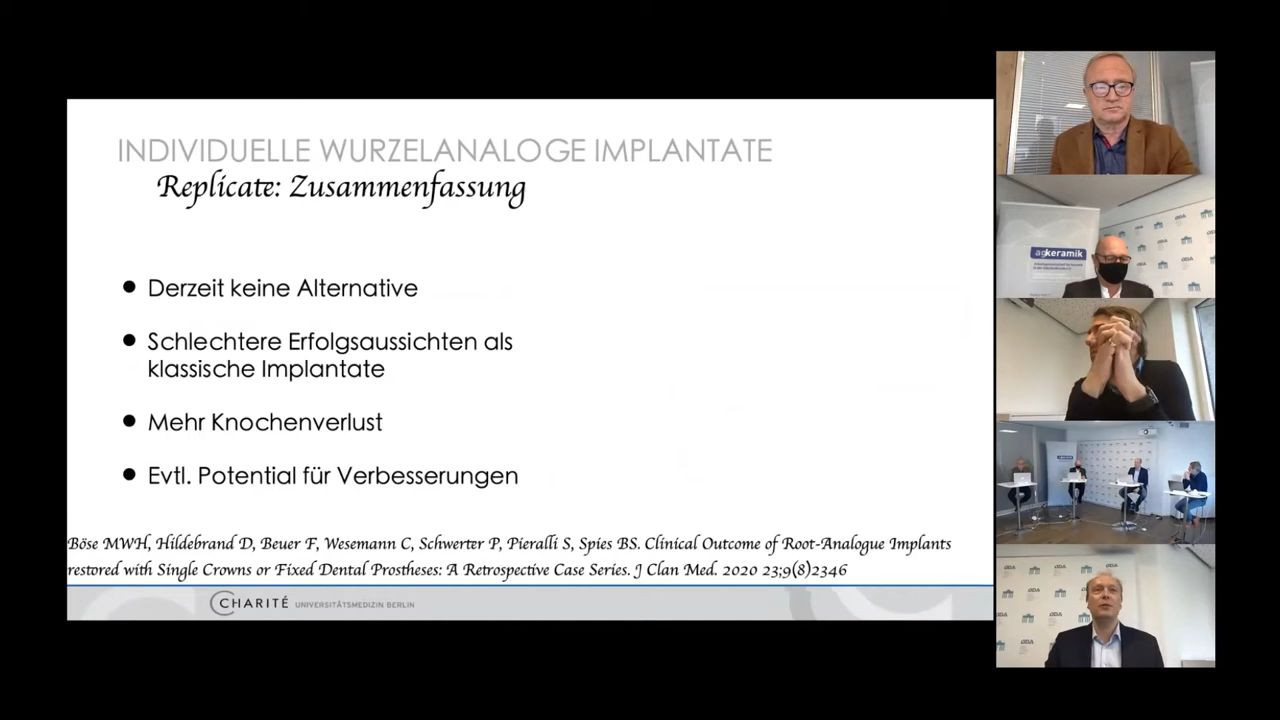 INDIVIDUELLE WURZELANALOGE IMPLANTATE
Replicate: Zusammenfassung
● Derzeit keine Alternative
● Schlechtere Erfolgsaussichten als
klassische Implantate
● Mehr Knochenverlust
● Evtl. Potential für Verbesserungen
Böse MWH, Hildebrand D, Beuer F, Wesemann C, Schwerter P, Pieralli S, Spies BS. Clinical Outcome of Root-Analogue Implants
restored with Single Crowns or Fixed Dental Prostheses: A Retrospective Case Series. J Clan Med. 2020 23;9(8)2346
CHARITÉ UNIVERSITÄTSMEDIZIN BERLIN
agkeramik